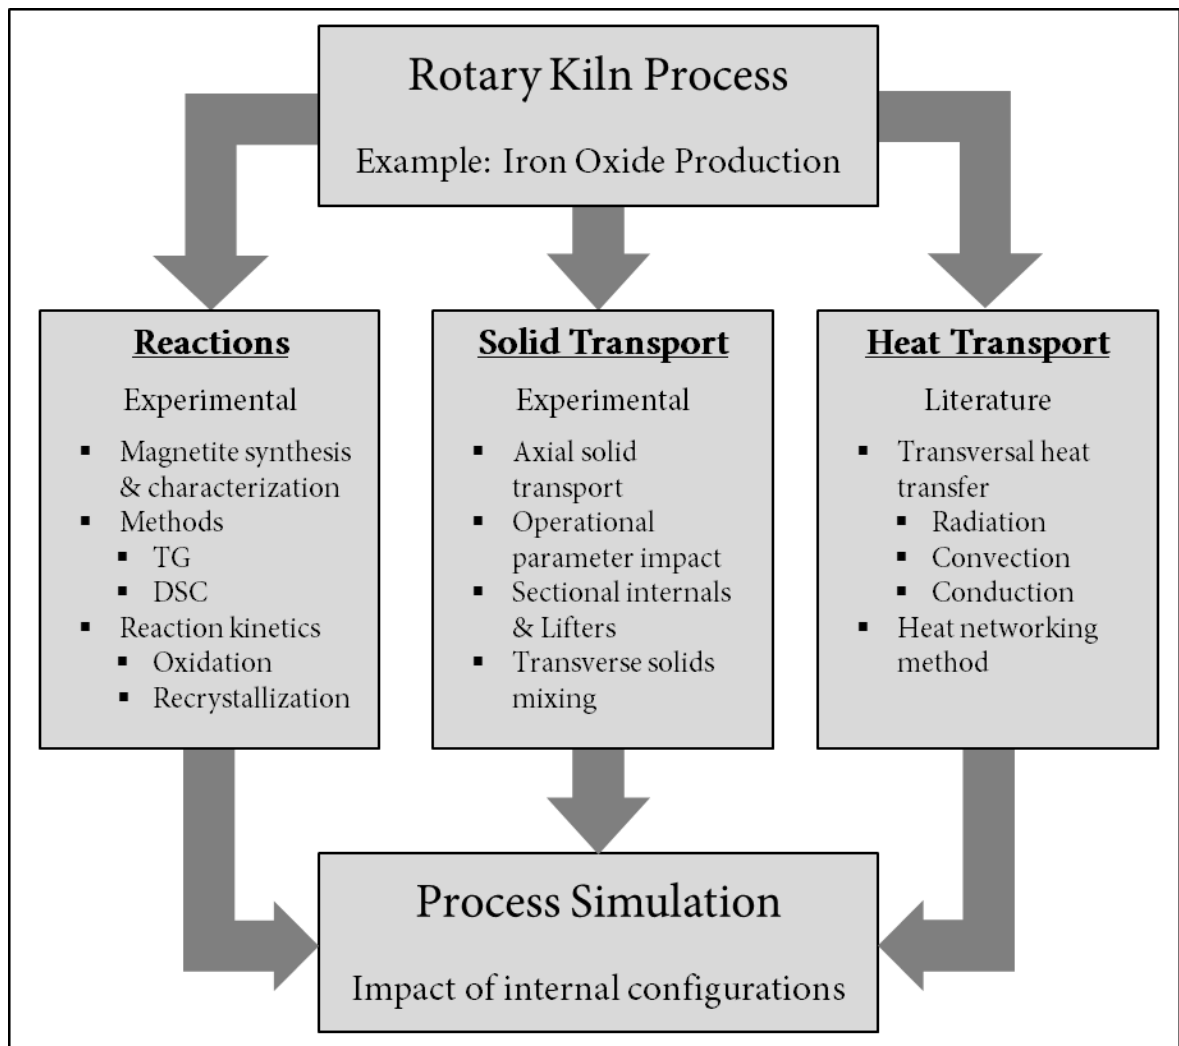 Rotary Kiln Process
Example: Iron Oxide Production
Reactions
Experimental
▪ Magnetite synthesis
& characterization
▪ Methods
▪ TG
▪ DSC
▪ Reaction kinetics
▪ Oxidation
▪ Recrystallization
Solid Transport
Experimental
▪ Axial solid
transport
▪ Operational
parameter impact
▪ Sectional internals
& Lifters
▪ Transverse solids
mixing
Heat Transport
Literature
▪ Transversal heat
transfer
▪ Radiation
▪ Convection
▪ Conduction
▪ Heat networking
method
Process Simulation
Impact of internal configurations